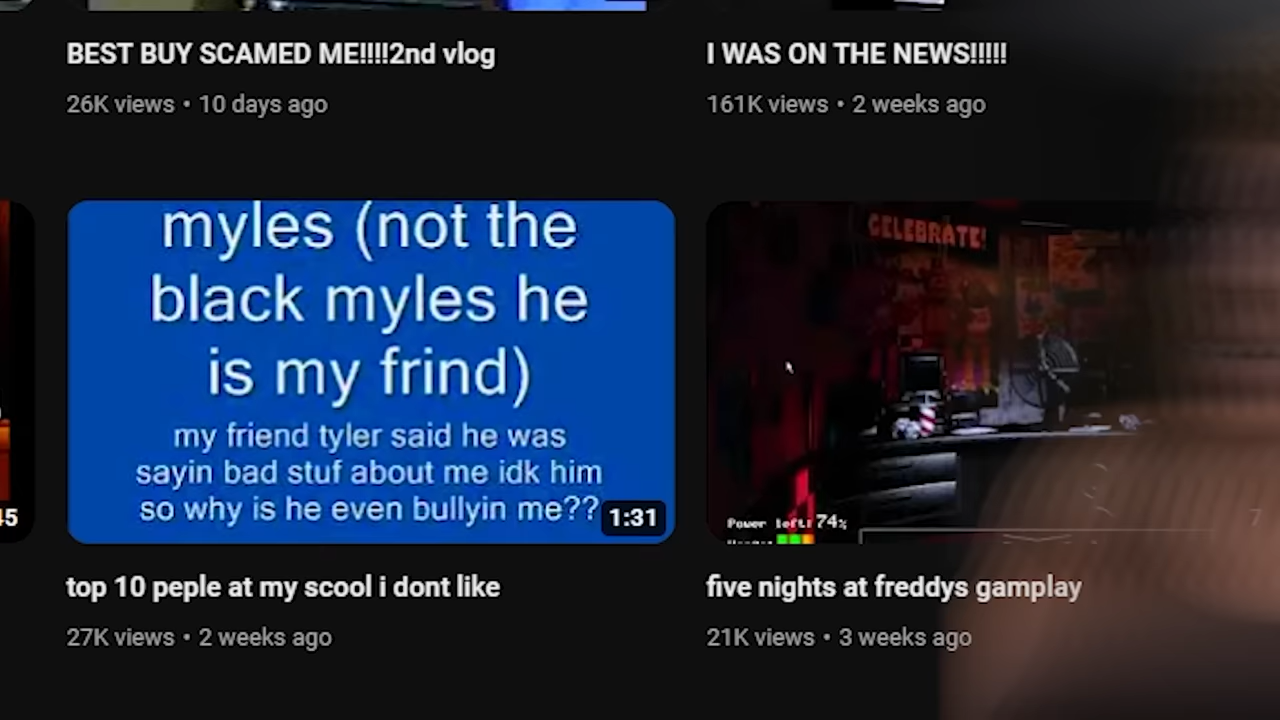 BEST BUY SCAMED ME!!!!2nd vlog
26K views • 10 days ago
I WAS ON THE NEWS!!!!!
161K views • 2 weeks ago
45
myles (not the
black myles he
is my frind)
my friend tyler said he was
sayin bad stuf about me idk him
so why is he even bullyin me??
1:31
CELEBRATE!
Power left: 74%
7
top 10 peple at my scool i dont like
27K views • 2 weeks ago
five nights at freddys gamplay
21K views • 3 weeks ago